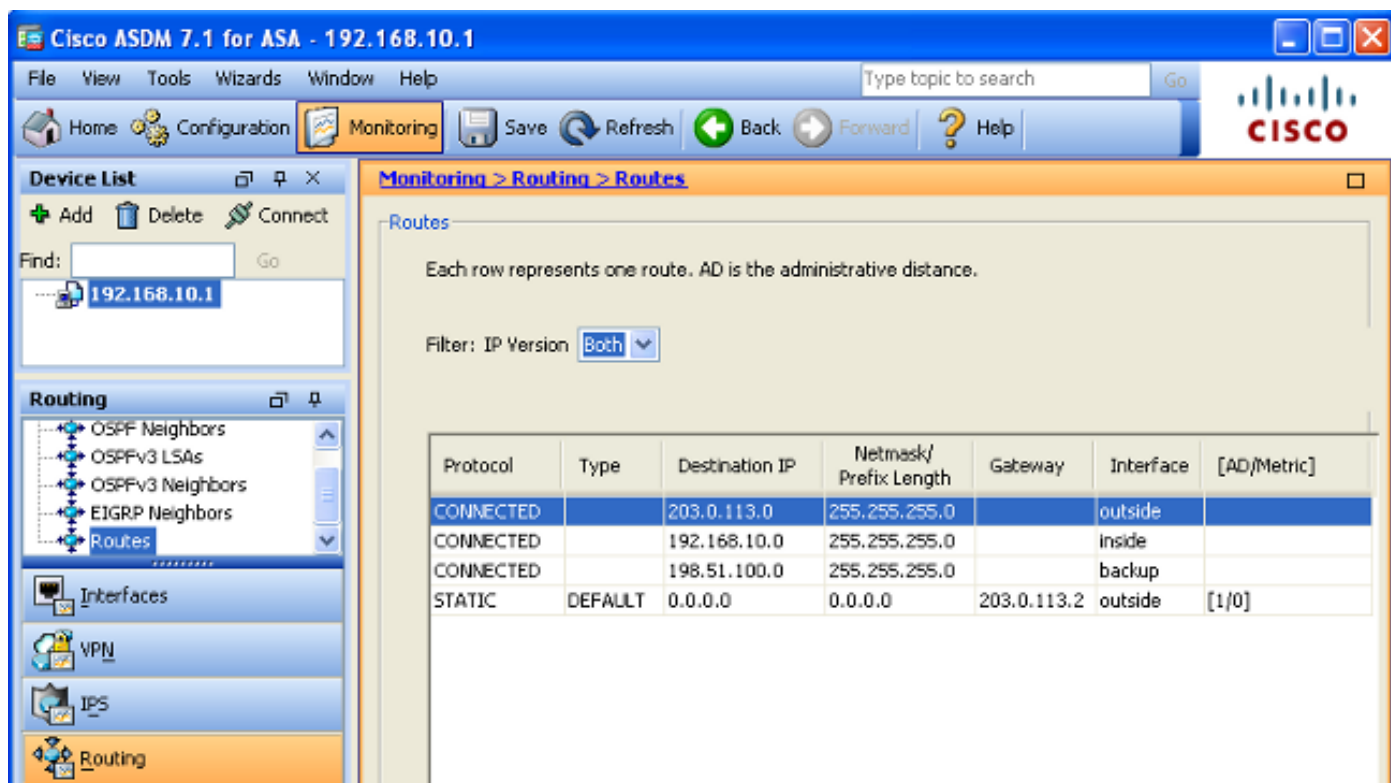 Cisco ASDM 7.1 for ASA - 192.168.10.1
File View Tools Wizards Window Help
Type topic to search Go
Home Configuration Monitoring Save Refresh Back Forward Help
CISCO
Device List
Add Delete Connect
Find: Go
192.168.10.1
Routing
OSPF Neighbors
OSPFv3 LSAs
OSPFv3 Neighbors
EIGRP Neighbors
Routes
Interfaces
VPN
IPS
Routing
Monitoring > Routing > Routes
Routes
Each row represents one route. AD is the administrative distance.
Filter: IP Version Both
Protocol Type Destination IP Netmask/ Prefix Length Gateway Interface [AD/Metric]
CONNECTED 203.0.113.0 255.255.255.0 outside
CONNECTED 192.168.10.0 255.255.255.0 inside
CONNECTED 198.51.100.0 255.255.255.0 backup
STATIC DEFAULT 0.0.0.0 0.0.0.0 203.0.113.2 outside [1/0]